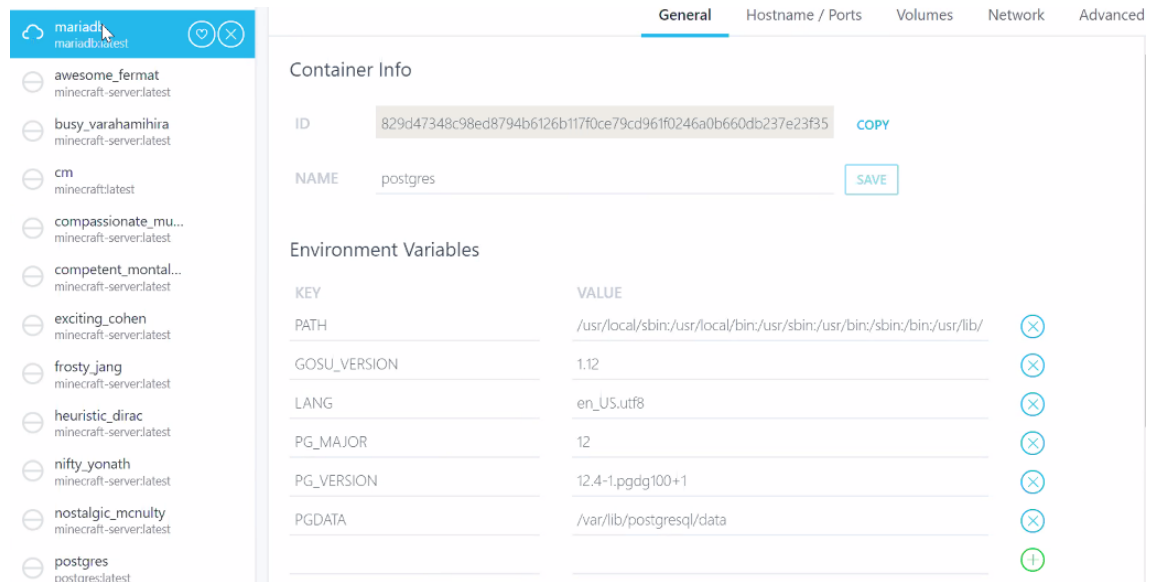 mariadb
mariadb:latest
awesome_fermat
minecraft-server:latest
busy_varahamihira
minecraft-server:latest
cm
minecraft:latest
compassionate_mu...
minecraft-server:latest
competent_montal...
minecraft-server:latest
exciting_cohen
minecraft-server:latest
frosty_jang
minecraft-server:latest
heuristic_dirac
minecraft-server:latest
nifty_yonath
minecraft-server:latest
nostalgic_mcnulty
minecraft-server:latest
postgres
postgres:latest
General Hostname / Ports Volumes Network Advanced
Container Info
ID 829d47348c98ed8794b6126b117f0ce79cd961f0246a0b660db237e23f35 COPY
NAME postgres SAVE
Environment Variables
KEY VALUE
PATH /usr/local/sbin:/usr/local/bin:/usr/sbin:/usr/bin:/sbin:/bin:/usr/lib/
GOSU_VERSION 1.12
LANG en_US.utf8
PG_MAJOR 12
PG_VERSION 12.4-1.pgdg100+1
PGDATA /var/lib/postgresql/data